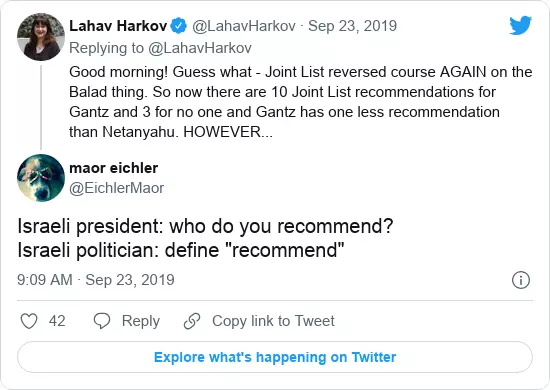 Lahav Harkov @LahavHarkov · Sep 23, 2019
Replying to @LahavHarkov
Good morning! Guess what - Joint List reversed course AGAIN on the
Balad thing. So now there are 10 Joint List recommendations for
Gantz and 3 for no one and Gantz has one less recommendation
than Netanyahu. HOWEVER...
maor eichler
@EichlerMaor
Israeli president: who do you recommend?
Israeli politician: define "recommend"
9:09 AM · Sep 23, 2019
42 Reply Copy link to Tweet
Explore what's happening on Twitter